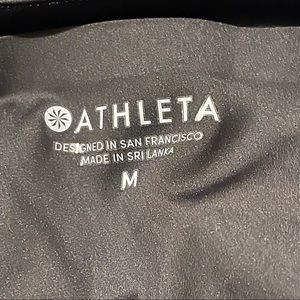 ATHLETA
DESIGNED IN SAN FRANCISCO
MADE IN SRI LANKA
M